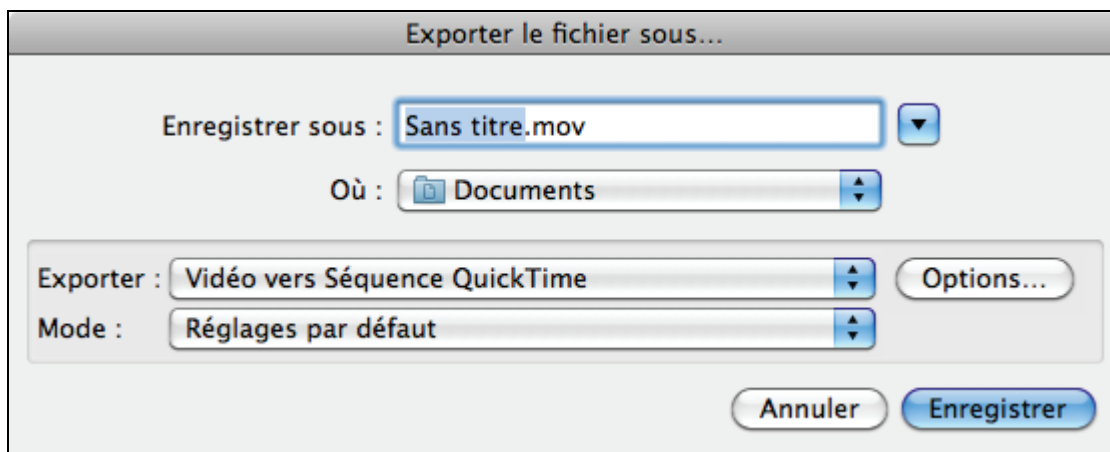 Exporter le fichier sous...
Enregistrer sous : Sans titre.mov
Où : Documents
Exporter : Vidéo vers Séquence QuickTime Options...
Mode : Réglages par défaut
Annuler Enregistrer